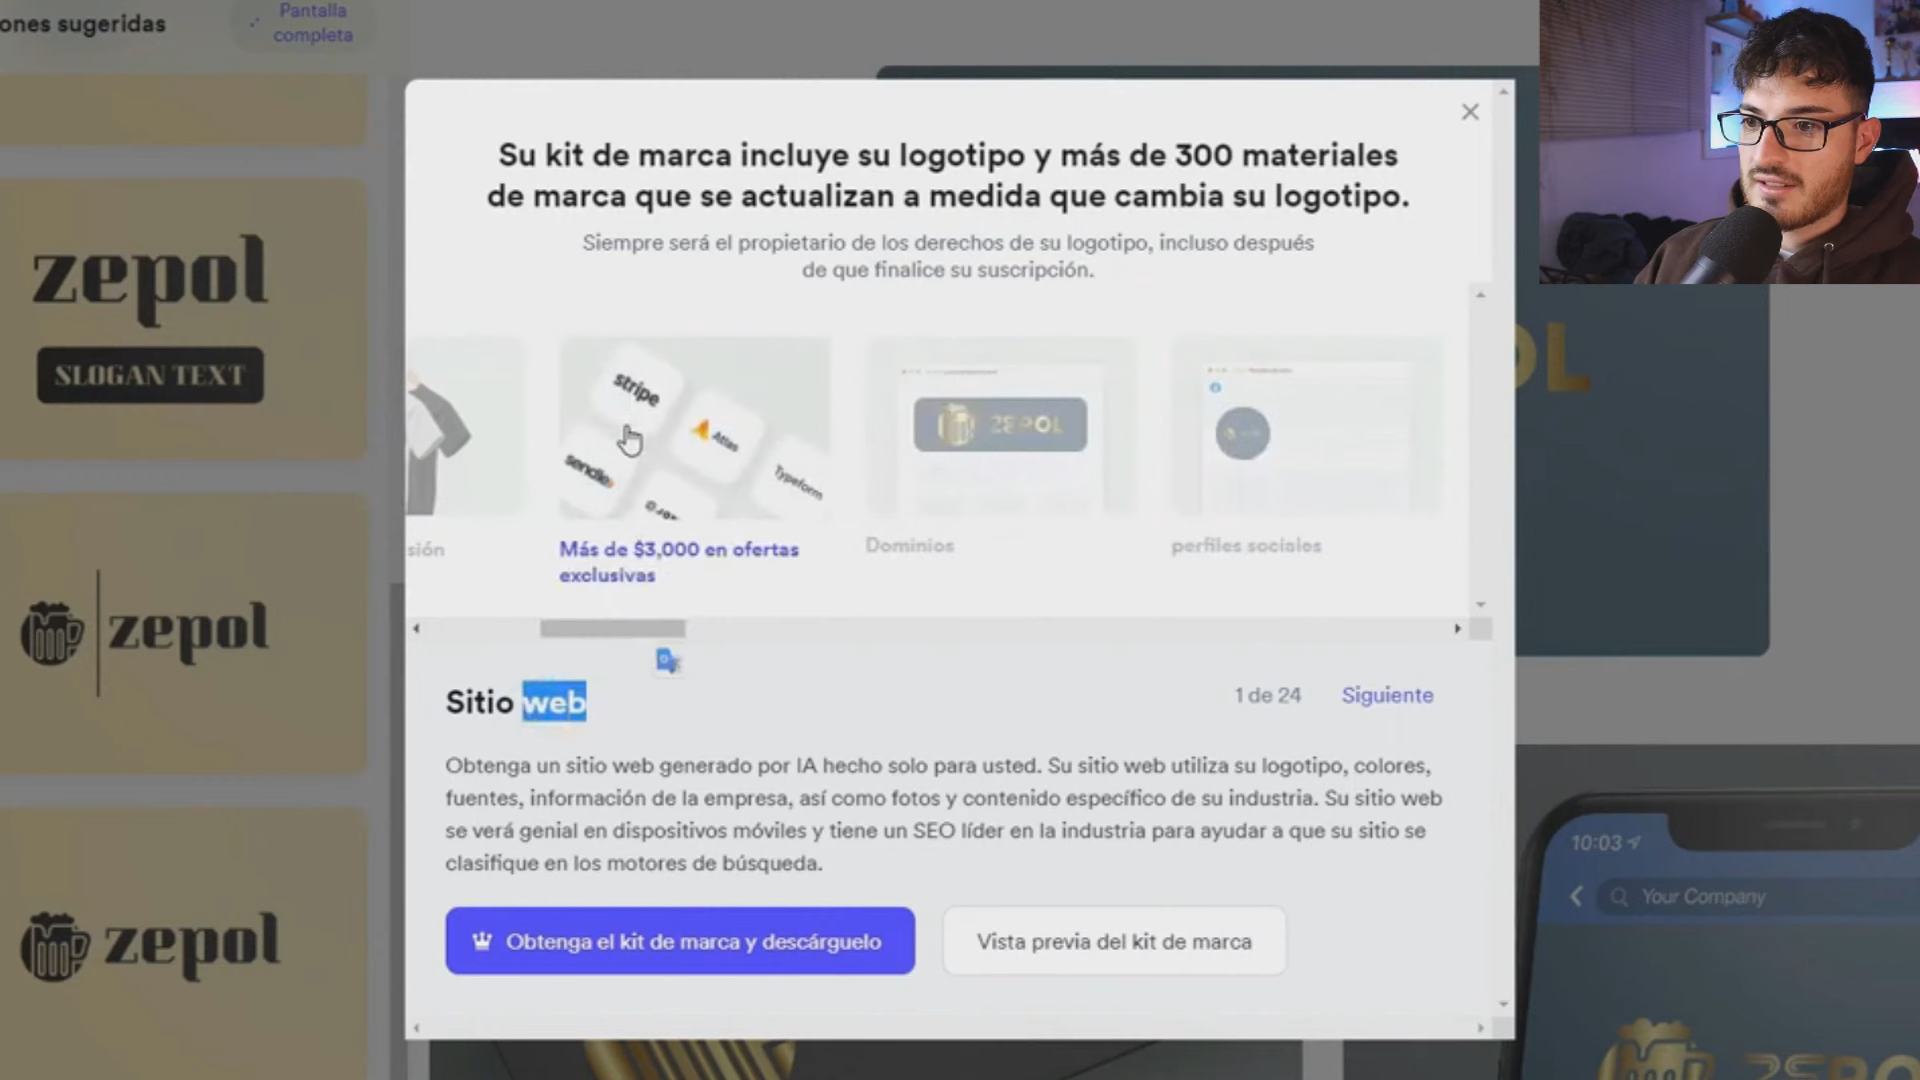 ones sugeridas
Pantalla
completa
zepol
SLOGAN TEXT
zepol
zepol
Su kit de marca incluye su logotipo y más de 300 materiales
de marca que se actualizan a medida que cambia su logotipo.
Siempre será el propietario de los derechos de su logotipo, incluso después
de que finalice su suscripción.
stripe
Atlas
sendle
Typeform
ZEPOL
sión
Más de $3,000 en ofertas
exclusivas
Dominios
perfiles sociales
Sitio web
1 de 24
Siguiente
Obtenga un sitio web generado por IA hecho solo para usted. Su sitio web utiliza su logotipo, colores,
fuentes, información de la empresa, así como fotos y contenido específico de su industria. Su sitio web
se verá genial en dispositivos móviles y tiene un SEO líder en la industria para ayudar a que su sitio se
clasifique en los motores de búsqueda.
Obtenga el kit de marca y descárguelo
Vista previa del kit de marca
OL
10:03
Your Company
ZEPO